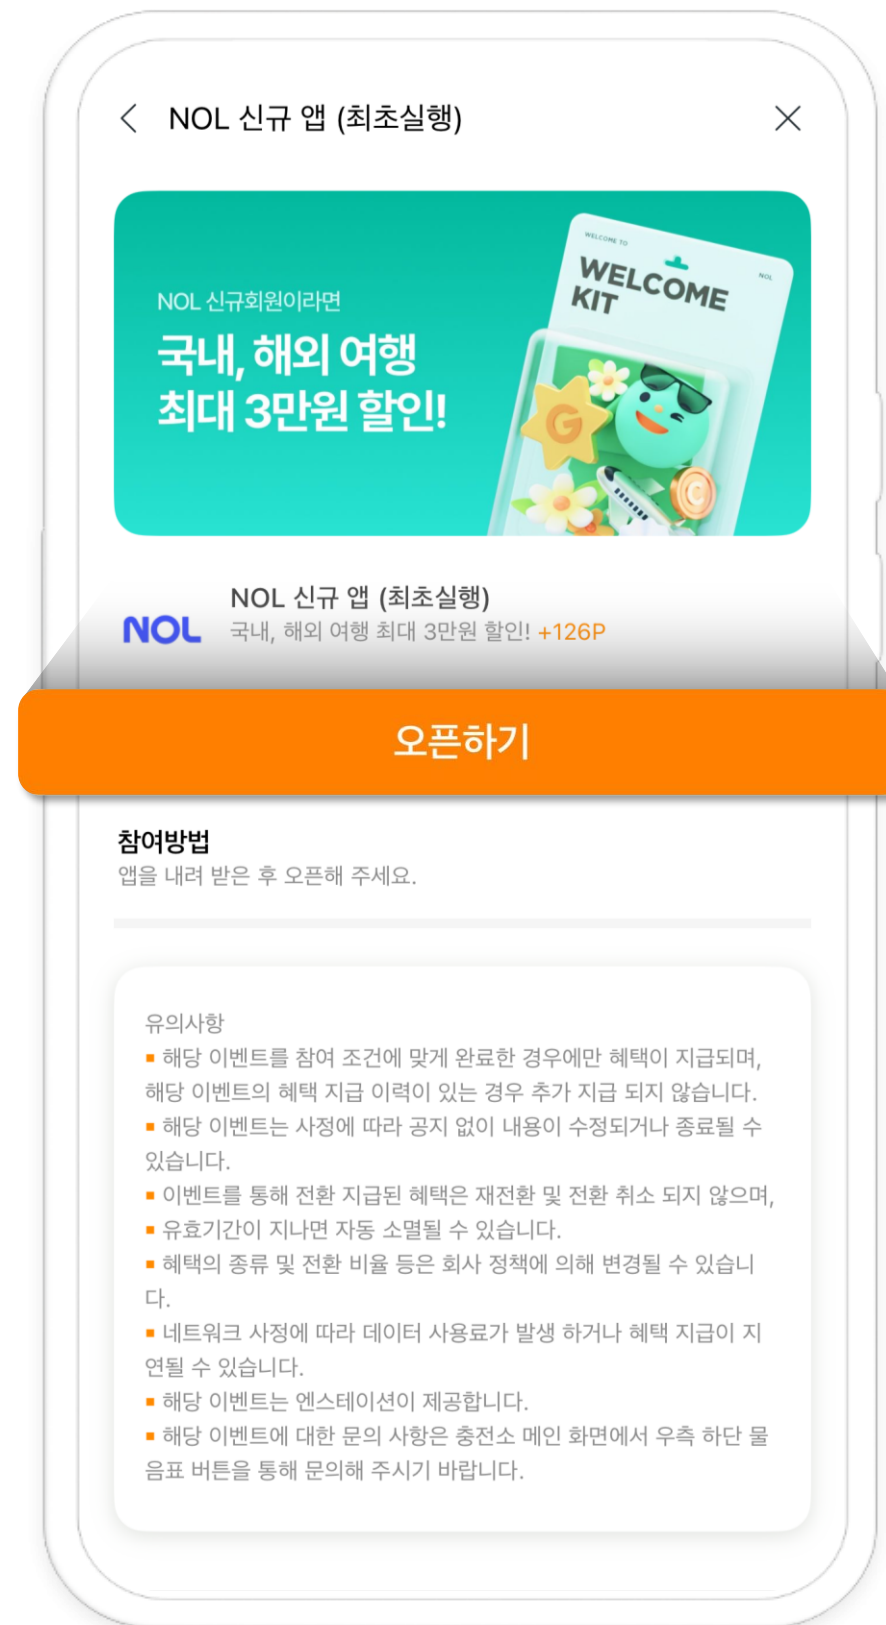 NOL 신규 앱 (최초실행)
NOL 신규회원이라면
국내, 해외 여행
최대 3만원 할인!
WELCOME TO
NOL
WELCOME
KIT
G
C
NOL
NOL 신규 앱 (최초실행)
국내, 해외 여행 최대 3만원 할인! +126P
오픈하기
참여방법
앱을 내려 받은 후 오픈해 주세요.
유의사항
▪ 해당 이벤트를 참여 조건에 맞게 완료한 경우에만 혜택이 지급되며,
해당 이벤트의 혜택 지급 이력이 있는 경우 추가 지급 되지 않습니다.
▪ 해당 이벤트는 사정에 따라 공지 없이 내용이 수정되거나 종료될 수
있습니다.
▪ 이벤트를 통해 전환 지급된 혜택은 재전환 및 전환 취소 되지 않으며,
▪ 유효기간이 지나면 자동 소멸될 수 있습니다.
▪ 혜택의 종류 및 전환 비율 등은 회사 정책에 의해 변경될 수 있습니
다.
▪ 네트워크 사정에 따라 데이터 사용료가 발생 하거나 혜택 지급이 지
연될 수 있습니다.
▪ 해당 이벤트는 엔스테이션이 제공합니다.
▪ 해당 이벤트에 대한 문의 사항은 충전소 메인 화면에서 우측 하단 물
음표 버튼을 통해 문의해 주시기 바랍니다.